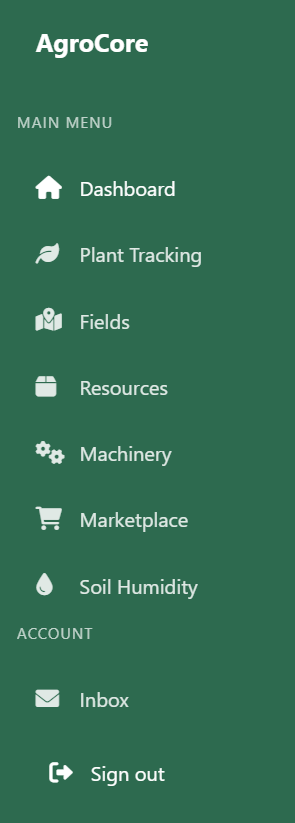 AgroCore
MAIN MENU
Dashboard
Plant Tracking
Fields
Resources
Machinery
Marketplace
Soil Humidity
ACCOUNT
Inbox
Sign out